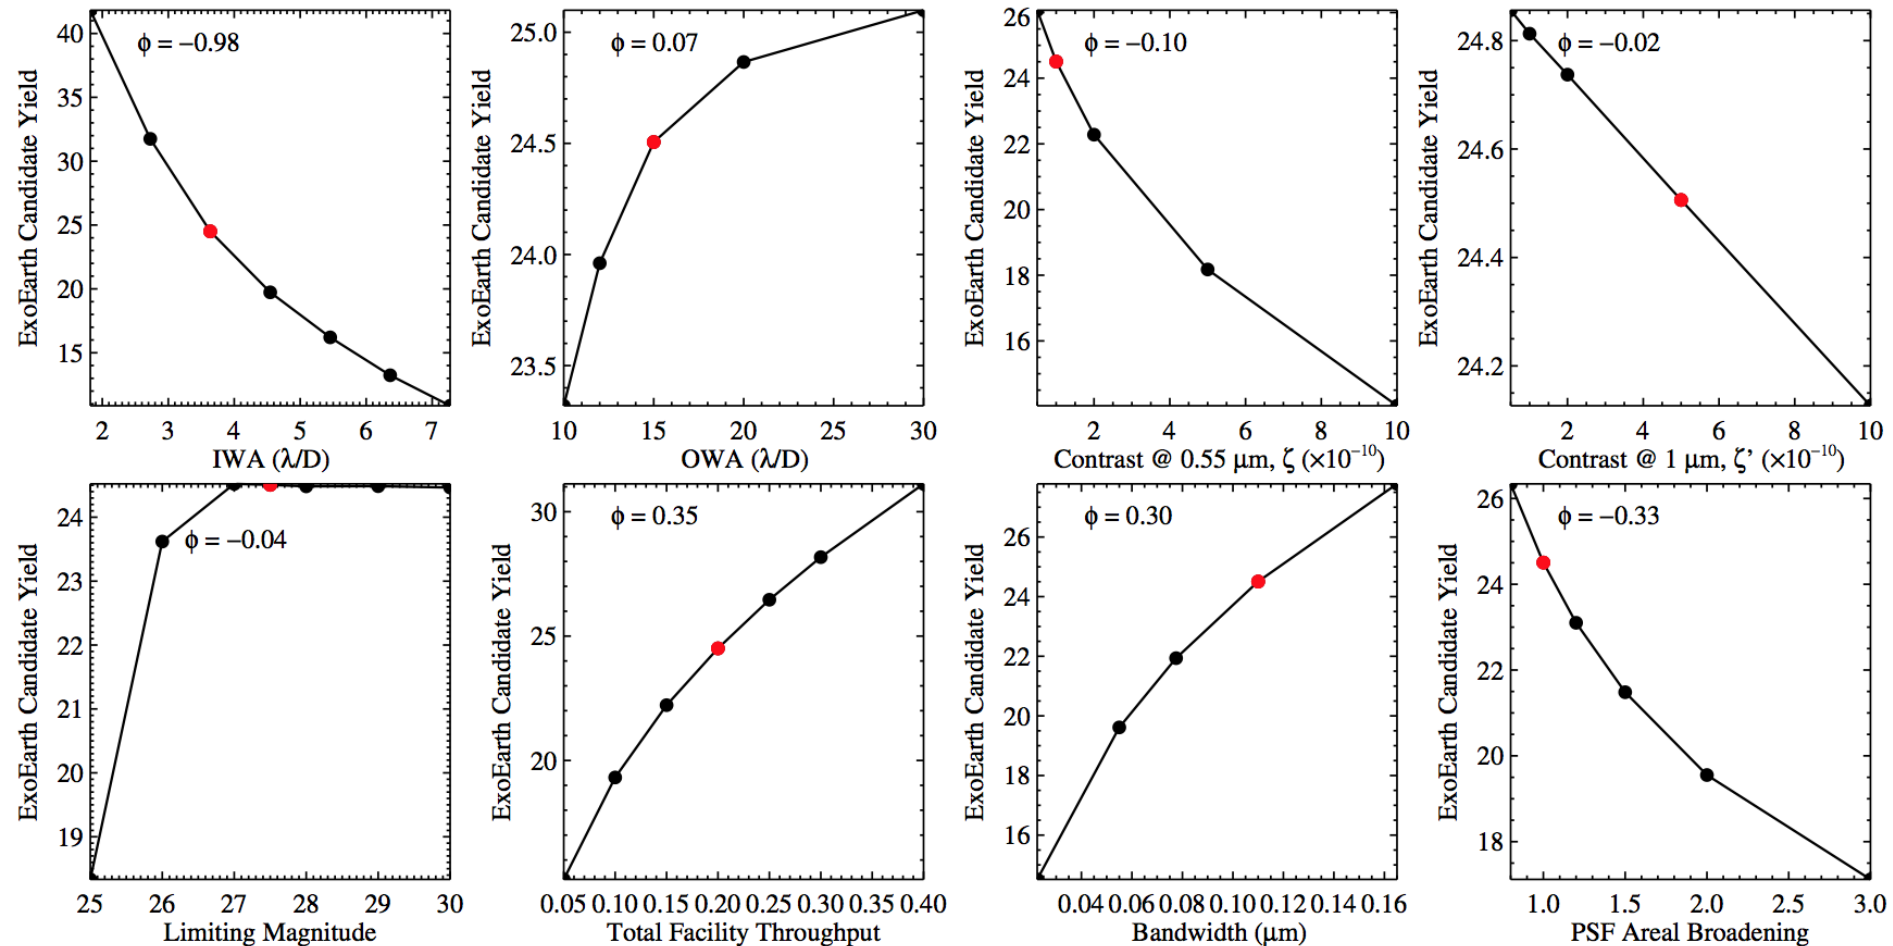 ϕ = −0.98
40
35
30
25
20
15
2 3 4 5 6 7
IWA (λ/D)
ExoEarth Candidate Yield
ϕ = 0.07
25.0
24.5
24.0
23.5
10 15 20 25 30
OWA (λ/D)
ExoEarth Candidate Yield
ϕ = −0.10
26
24
22
20
18
16
2 4 6 8 10
Contrast @ 0.55 μm, ζ (×10⁻¹⁰)
ExoEarth Candidate Yield
ϕ = −0.02
24.8
24.6
24.4
24.2
2 4 6 8 10
Contrast @ 1 μm, ζ’ (×10⁻¹⁰)
ExoEarth Candidate Yield
ϕ = −0.04
24
23
22
21
20
19
25 26 27 28 29 30
Limiting Magnitude
ExoEarth Candidate Yield
ϕ = 0.35
30
25
20
0.05 0.10 0.15 0.20 0.25 0.30 0.35 0.40
Total Facility Throughput
ExoEarth Candidate Yield
ϕ = 0.30
26
24
22
20
18
16
0.04 0.06 0.08 0.10 0.12 0.14 0.16
Bandwidth (μm)
ExoEarth Candidate Yield
ϕ = −0.33
26
24
22
20
18
1.0 1.5 2.0 2.5 3.0
PSF Areal Broadening
ExoEarth Candidate Yield